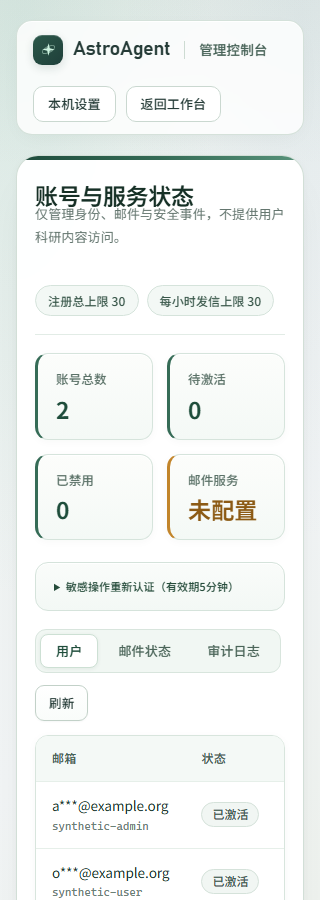 AstroAgent 管理控制台
本机设置 返回工作台
账号与服务状态
仅管理身份、邮件与安全事件，不提供用户
科研内容访问。
注册总上限 30 每小时发信上限 30
账号总数 待激活
2 0
已禁用 邮件服务
0 未配置
敏感操作重新认证（有效期5分钟）
用户 邮件状态 审计日志
刷新
邮箱 状态
a***@example.org 已激活
synthetic-admin
o***@example.org 已激活
synthetic-user